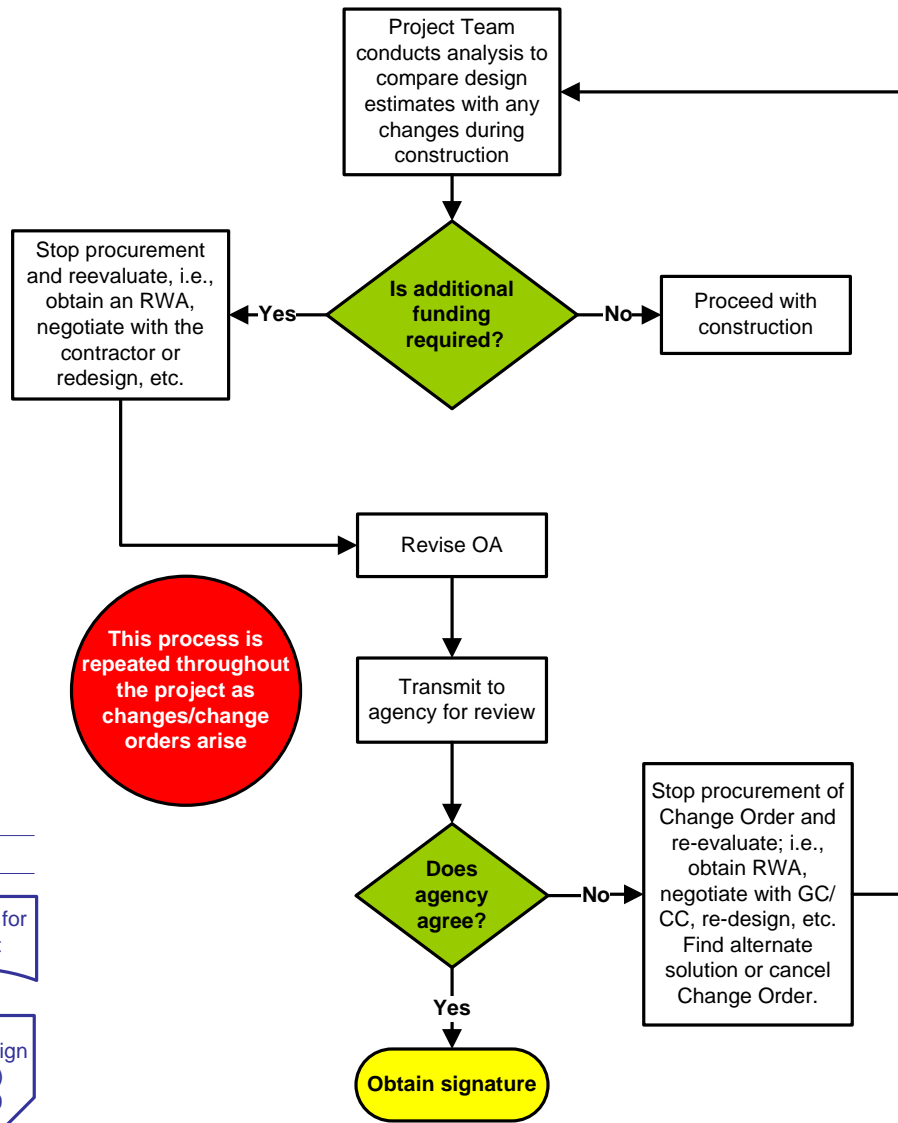 Project Team
conducts analysis to
compare design
estimates with any
changes during
construction
Stop procurement
and reevaluate, i.e.,
obtain an RWA,
negotiate with the
contractor or
redesign, etc.
Yes
Is additional
funding
required?
No
Proceed with
construction
Revise OA
This process is
repeated throughout
the project as
changes/change
orders arise
Transmit to
agency for review
Does
agency
agree?
No
Stop procurement of
Change Order and
re-evaluate; i.e.,
obtain RWA,
negotiate with GC/
CC, re-design, etc.
Find alternate
solution or cancel
Change Order.
Yes
Obtain signature
for
ign
)
)